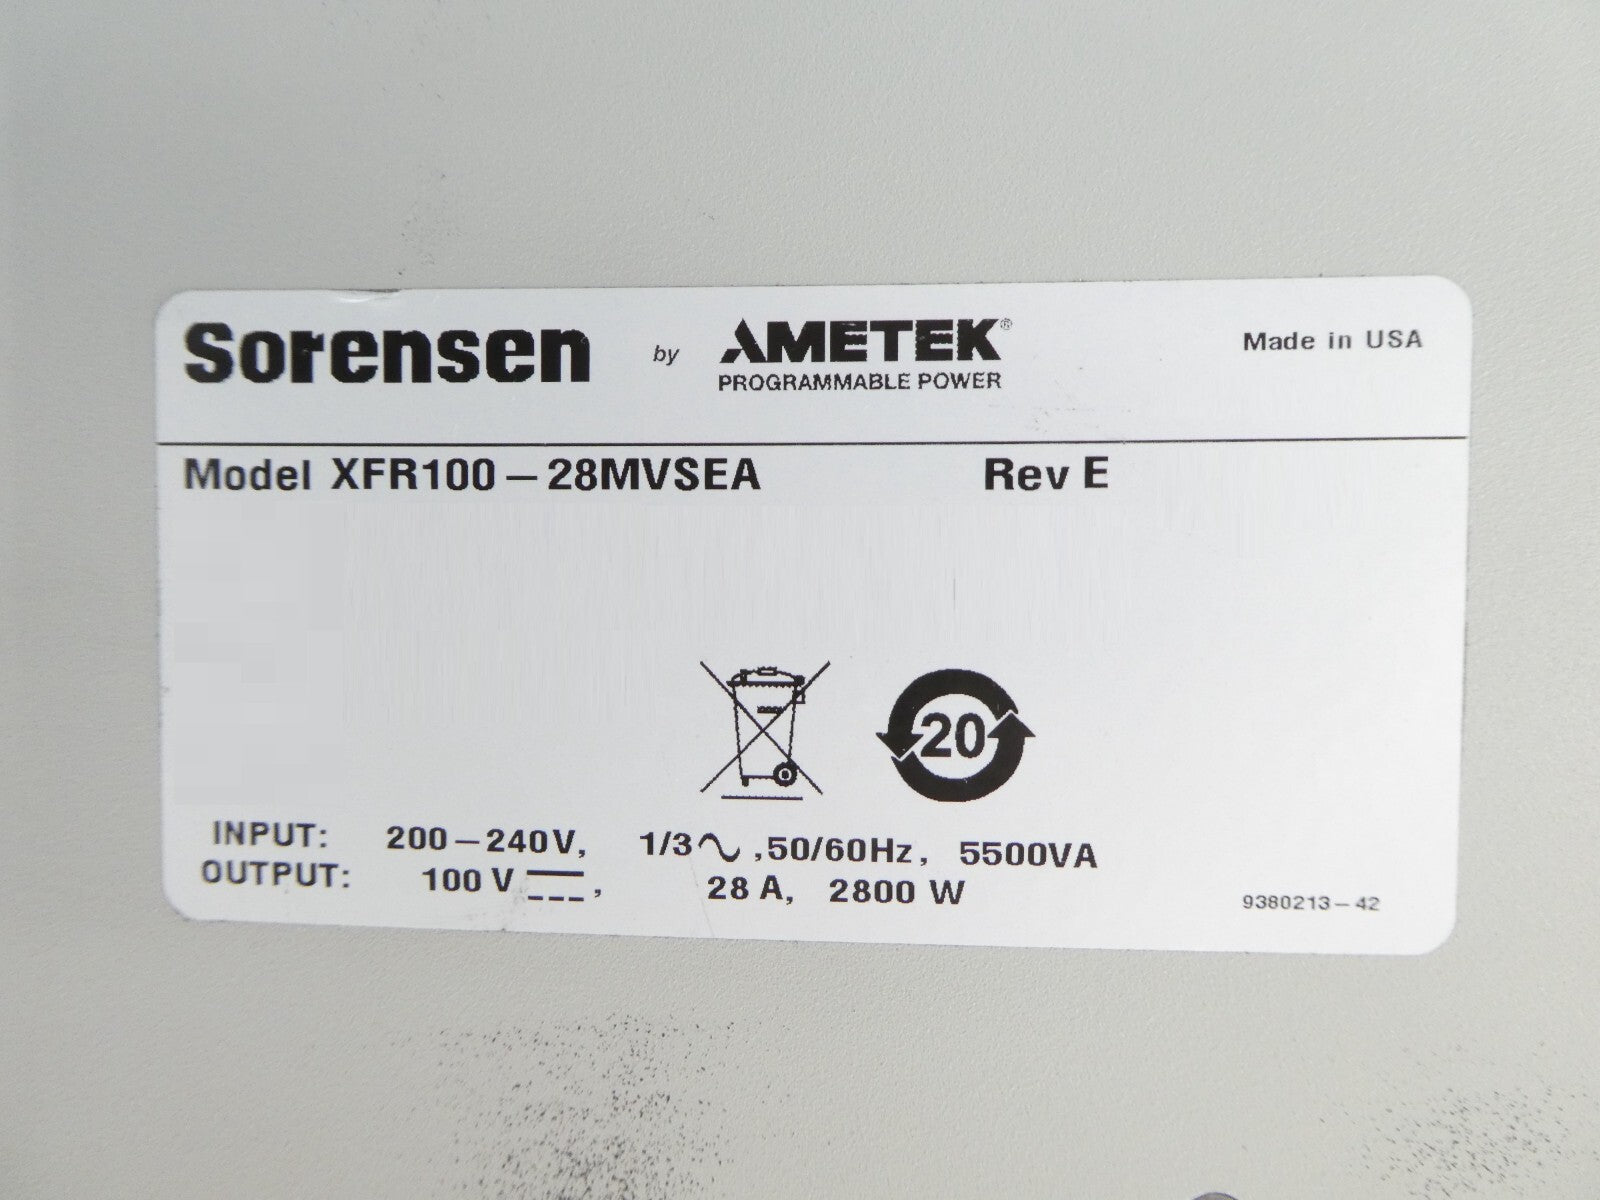 Sorensen by AMETEK® Made in USA
PROGRAMMABLE POWER
Model XFR100-28MVSEA Rev E
20
INPUT: 200-240V, 1/3∿,50/60Hz, 5500VA
OUTPUT: 100 V⎓, 28 A, 2800 W
9380213-42